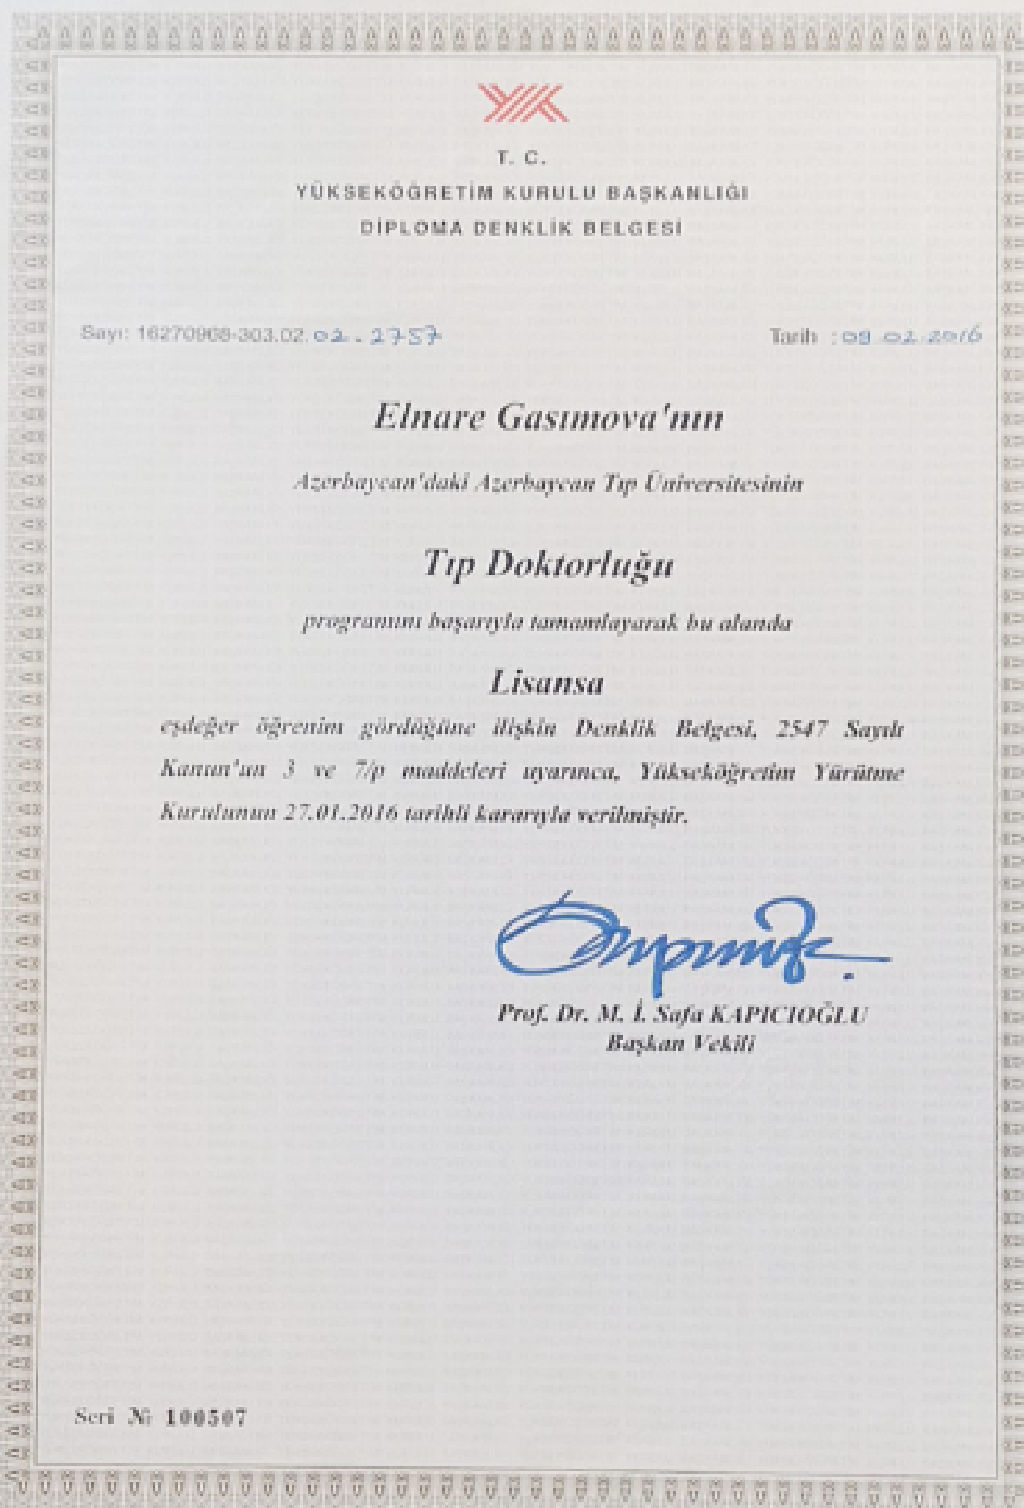 YÖK
T. C.
YÜKSEKÖĞRETİM KURULU BAŞKANLIĞI
DİPLOMA DENKLİK BELGESİ
Sayı: 16270908-303.02.02.2757
Tarih : 09.02.2016
Elnare Gasımova'nın
Azerbaycan'daki Azerbaycan Tıp Üniversitesinin
Tıp Doktorluğu
programını başarıyla tamamlayarak bu alanda
Lisansa
eşdeğer öğrenim gördüğüne ilişkin Denklik Belgesi, 2547 Sayılı
Kanun'un 3 ve 7/p maddeleri uyarınca, Yükseköğretim Yürütme
Kurulunun 27.01.2016 tarihli kararıyla verilmiştir.
Prof. Dr. M. İ. Safa KAPICIOĞLU
Başkan Vekili
Seri № 100507